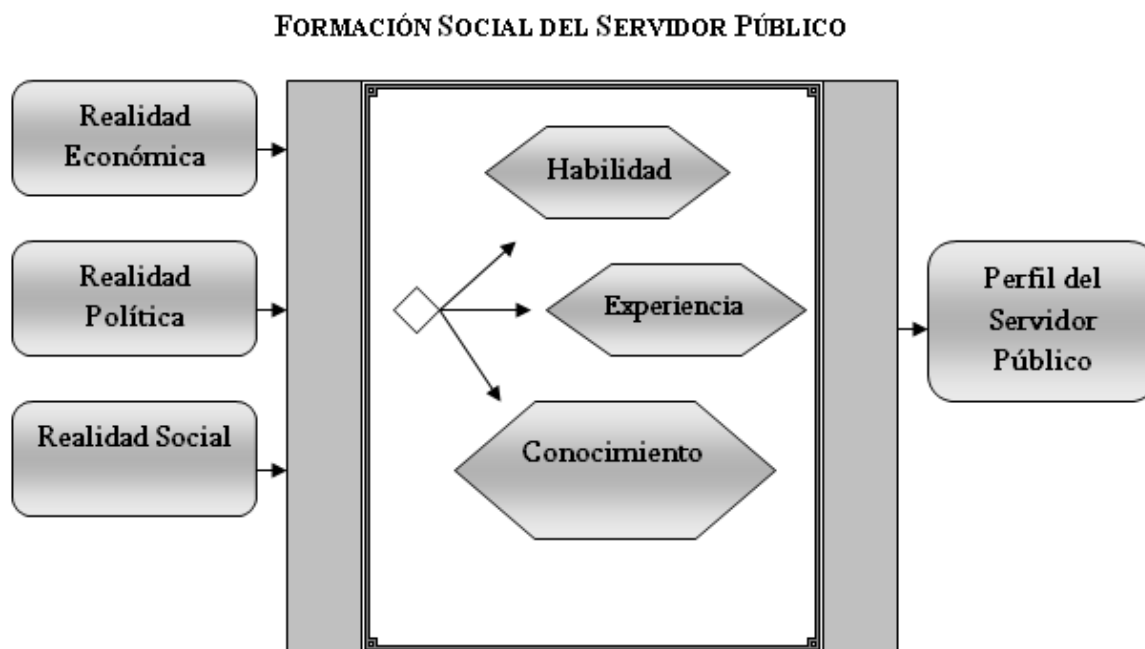 FORMACIÓN SOCIAL DEL SERVIDOR PÚBLICO
Realidad
Económica
Realidad
Política
Realidad Social
Habilidad
Experiencia
Conocimiento
Perfil del
Servidor
Público